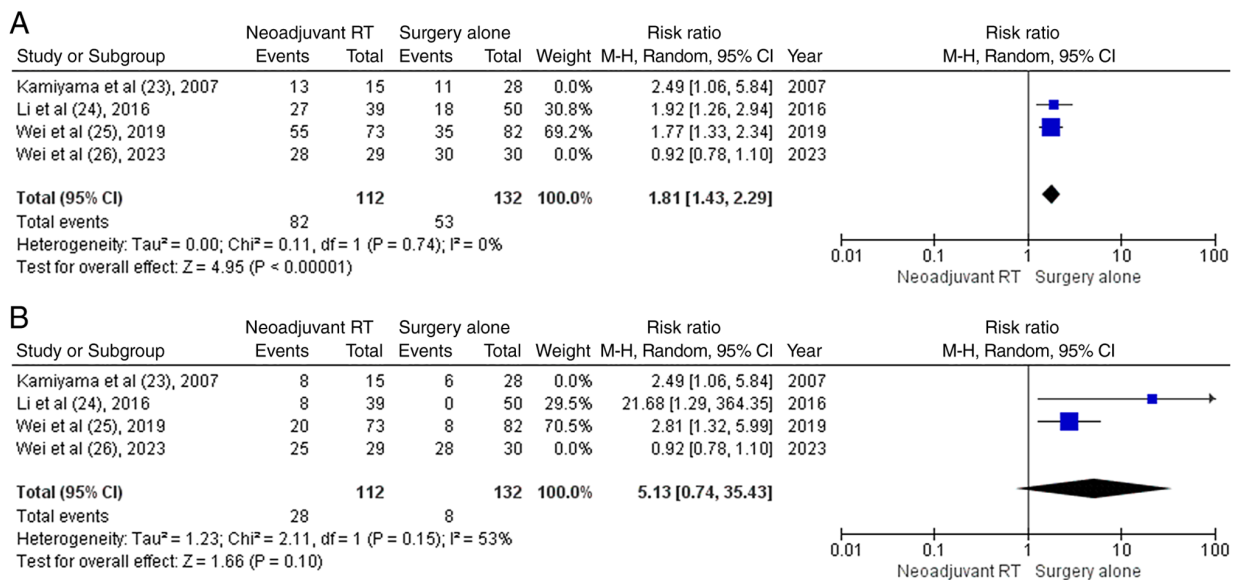 A
Neoadjuvant RT Surgery alone Risk ratio Risk ratio
Study or Subgroup Events Total Events Total Weight M-H, Random, 95% CI Year M-H, Random, 95% CI
Kamiyama et al (23), 2007 13 15 11 28 0.0% 2.49 [1.06, 5.84] 2007
Li et al (24), 2016 27 39 18 50 30.8% 1.92 [1.26, 2.94] 2016
Wei et al (25), 2019 55 73 35 82 69.2% 1.77 [1.33, 2.34] 2019
Wei et al (26), 2023 28 29 30 30 0.0% 0.92 [0.78, 1.10] 2023
Total (95% CI) 112 132 100.0% 1.81 [1.43, 2.29]
Total events 82 53
Heterogeneity: Tau² = 0.00; Chi² = 0.11, df = 1 (P = 0.74); I² = 0%
Test for overall effect: Z = 4.95 (P < 0.00001)
0.01 0.1 1 10 100
Neoadjuvant RT Surgery alone
B
Neoadjuvant RT Surgery alone Risk ratio Risk ratio
Study or Subgroup Events Total Events Total Weight M-H, Random, 95% CI Year M-H, Random, 95% CI
Kamiyama et al (23), 2007 8 15 6 28 0.0% 2.49 [1.06, 5.84] 2007
Li et al (24), 2016 8 39 0 50 29.5% 21.68 [1.29, 364.35] 2016
Wei et al (25), 2019 20 73 8 82 70.5% 2.81 [1.32, 5.99] 2019
Wei et al (26), 2023 25 29 28 30 0.0% 0.92 [0.78, 1.10] 2023
Total (95% CI) 112 132 100.0% 5.13 [0.74, 35.43]
Total events 28 8
Heterogeneity: Tau² = 1.23; Chi² = 2.11, df = 1 (P = 0.15); I² = 53%
Test for overall effect: Z = 1.66 (P = 0.10)
0.01 0.1 1 10 100
Neoadjuvant RT Surgery alone